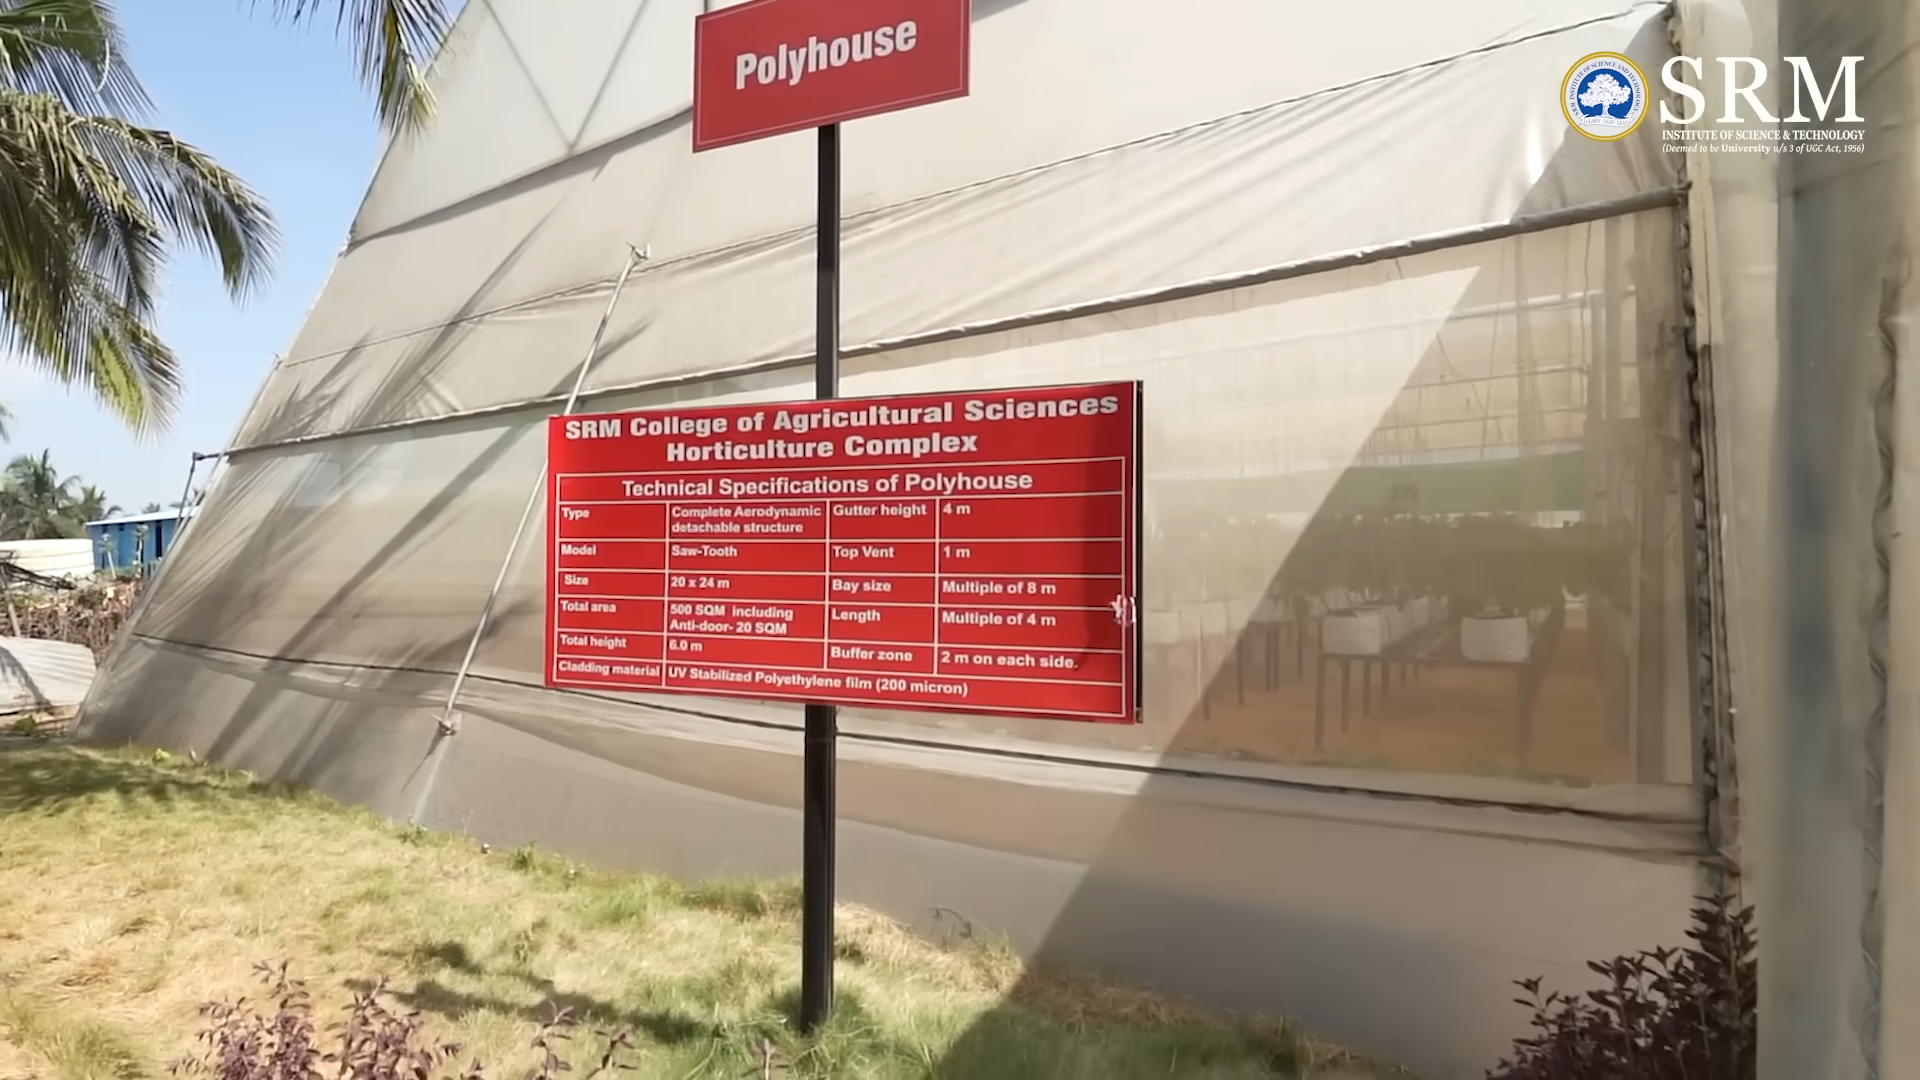 Polyhouse
SRM
INSTITUTE OF SCIENCE & TECHNOLOGY
(Deemed to be University u/s 3 of UGC Act, 1956)
SRM College of Agricultural Sciences
Horticulture Complex
Technical Specifications of Polyhouse
Type
Complete Aerodynamic
detachable structure
Gutter height
4 m
Model
Saw-Tooth
Top Vent
1 m
Size
20 x 24 m
Bay size
Multiple of 8 m
Total area
500 SQM including
Anti-door- 20 SQM
Length
Multiple of 4 m
Total height
6.0 m
Buffer zone
2 m on each side.
Cladding material
UV Stabilized Polyethylene film (200 micron)